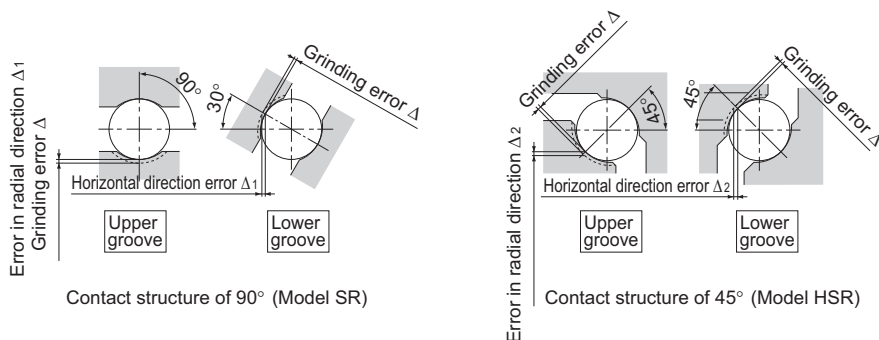 Error in radial direction Δ1
Grinding error Δ
90°
30°
Grinding error Δ
Horizontal direction error Δ1
Upper
groove
Lower
groove
Contact structure of 90° (Model SR)
Grinding error Δ
Error in radial direction Δ2
45°
45°
Grinding error Δ
Horizontal direction error Δ2
Upper
groove
Lower
groove
Contact structure of 45° (Model HSR)